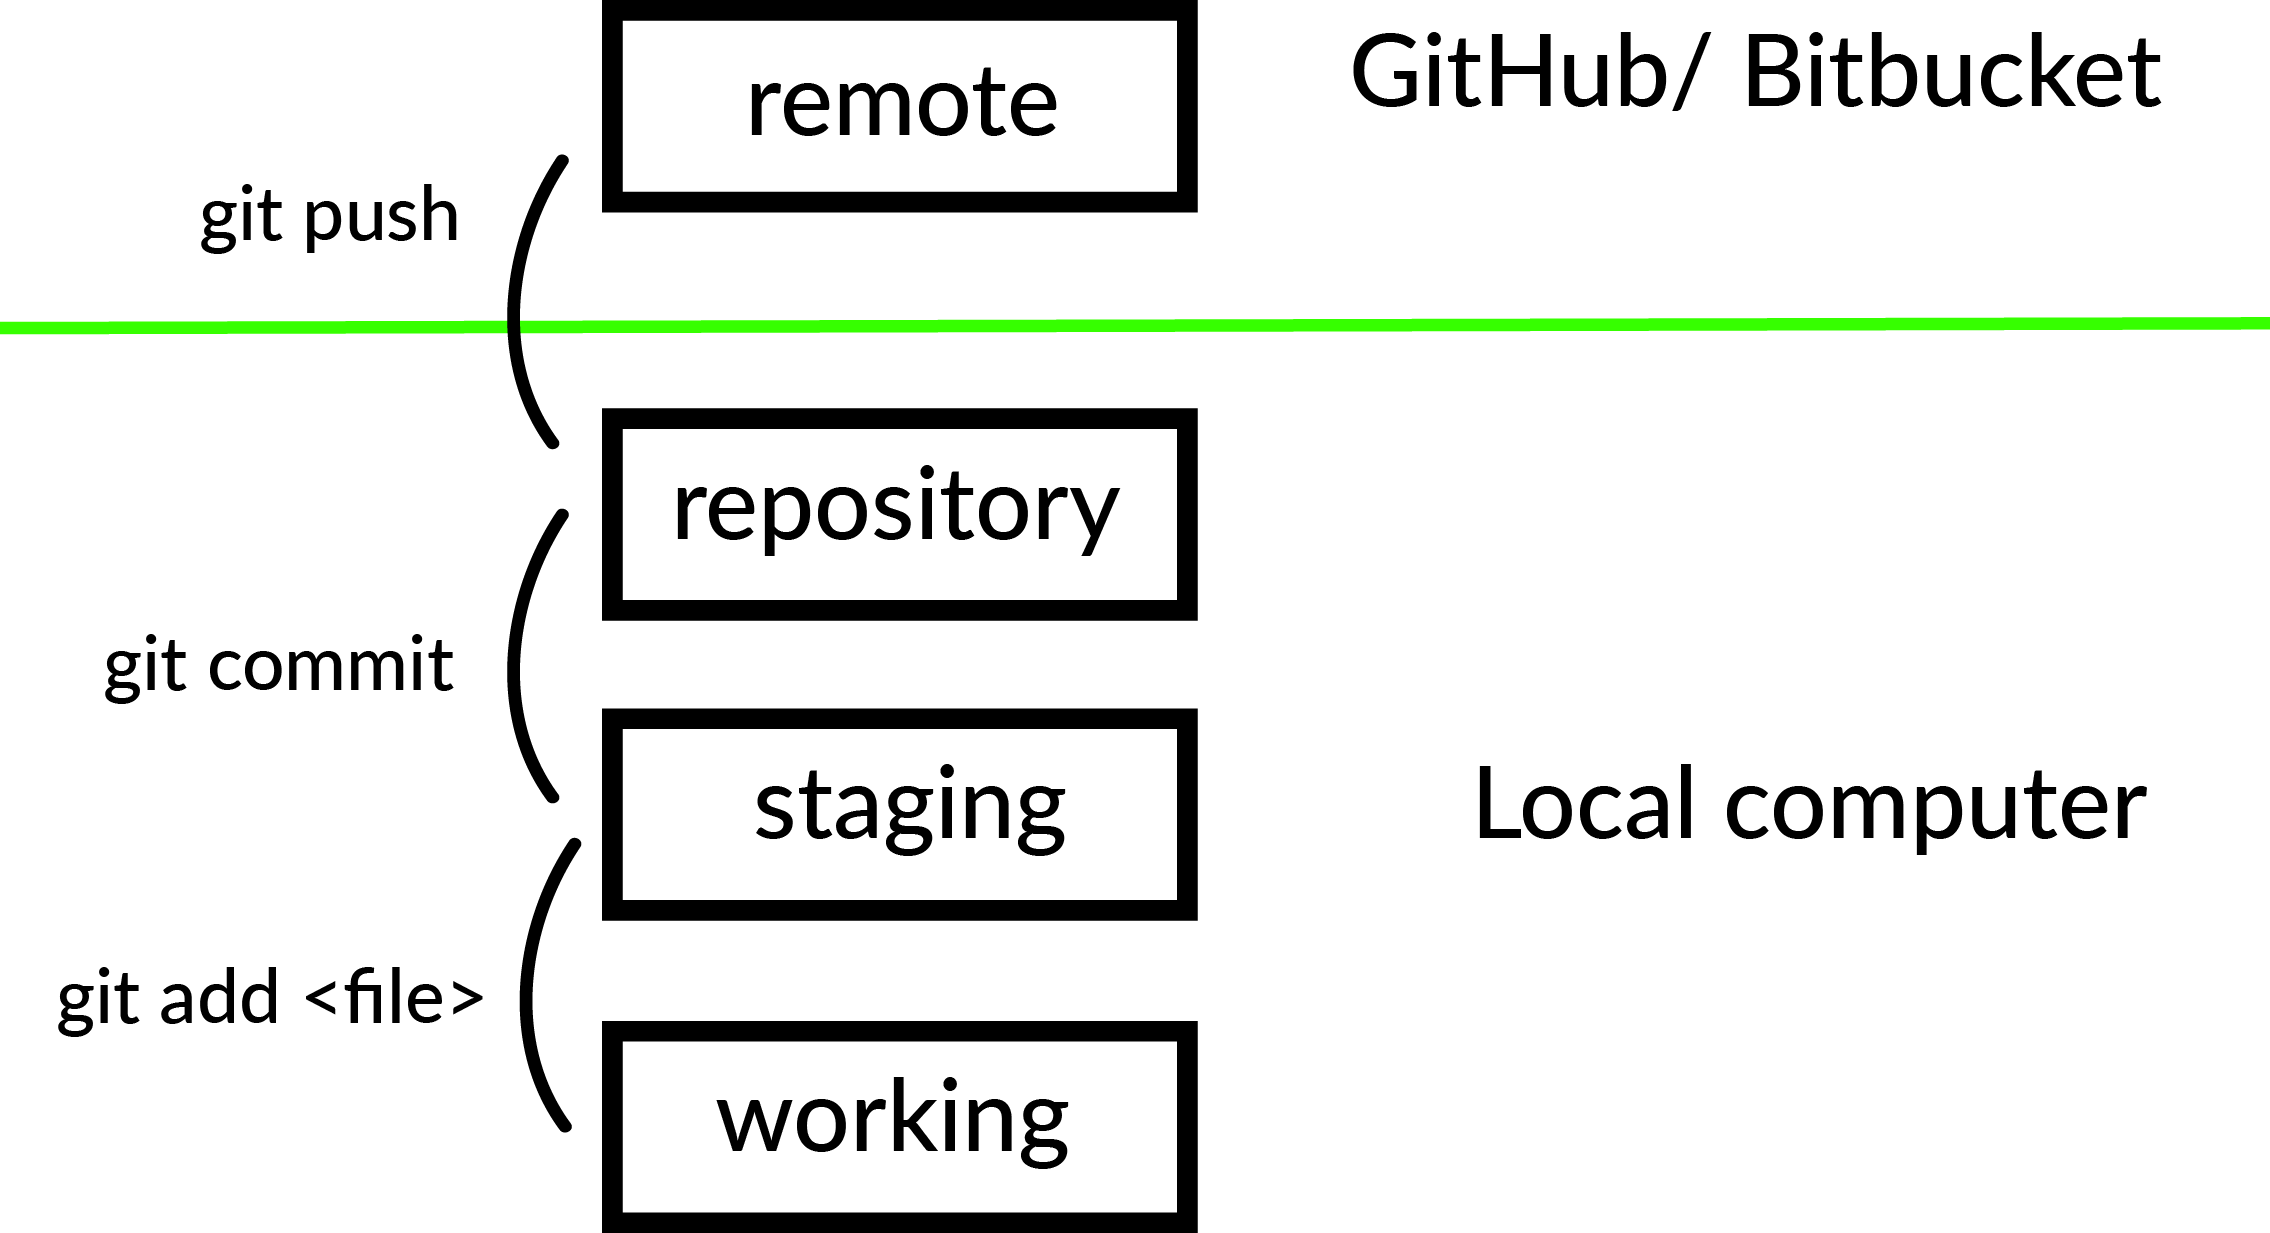 remote
GitHub/ Bitbucket
git push
repository
git commit
staging
Local computer
git add <file>
working